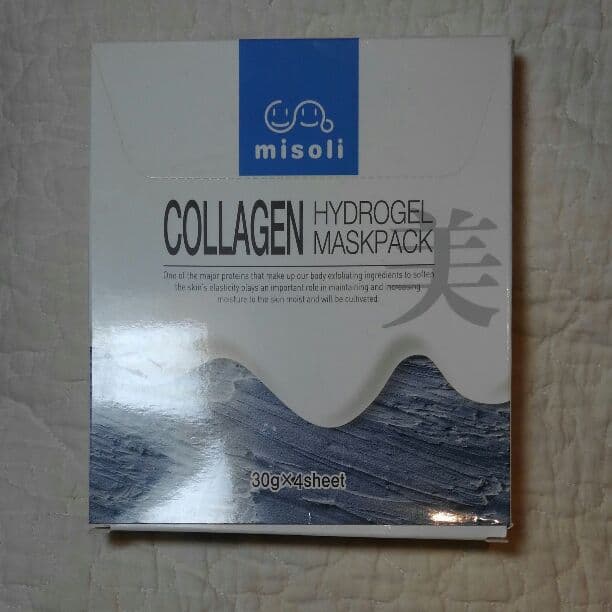 misoli
COLLAGEN HYDROGEL
MASKPACK
美
One of the major proteins that make up our body exfoliating ingredients to soften
the skin's elasticity plays an important role in maintaining and increasing
moisture to the skin moist and will be cultivated.
30g×4sheet